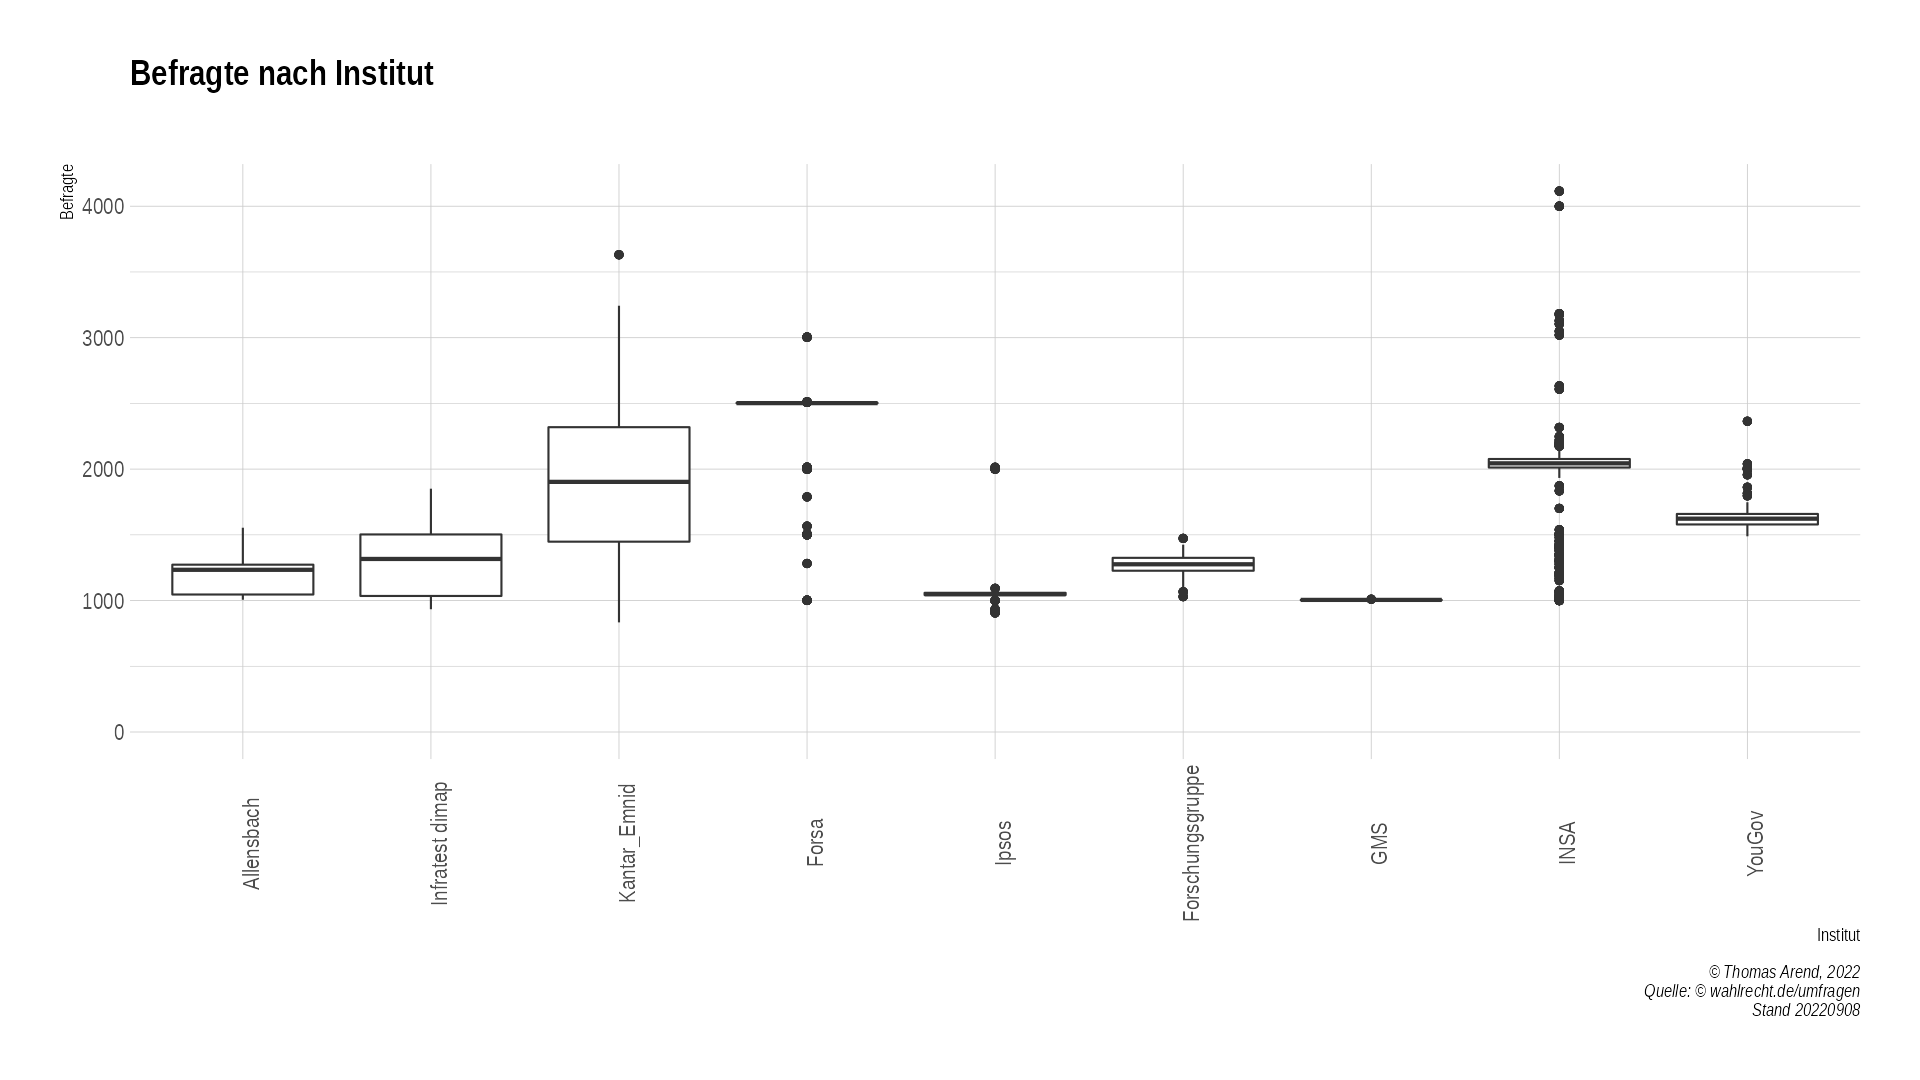 Befragte nach Institut
Befragte
4000
3000
2000
1000
0
Allensbach
Infratest dimap
Kantar_Emnid
Forsa
Ipsos
Forschungsgruppe
GMS
INSA
YouGov
Institut
© Thomas Arend, 2022
Quelle: © wahlrecht.de/umfragen
Stand 20220908